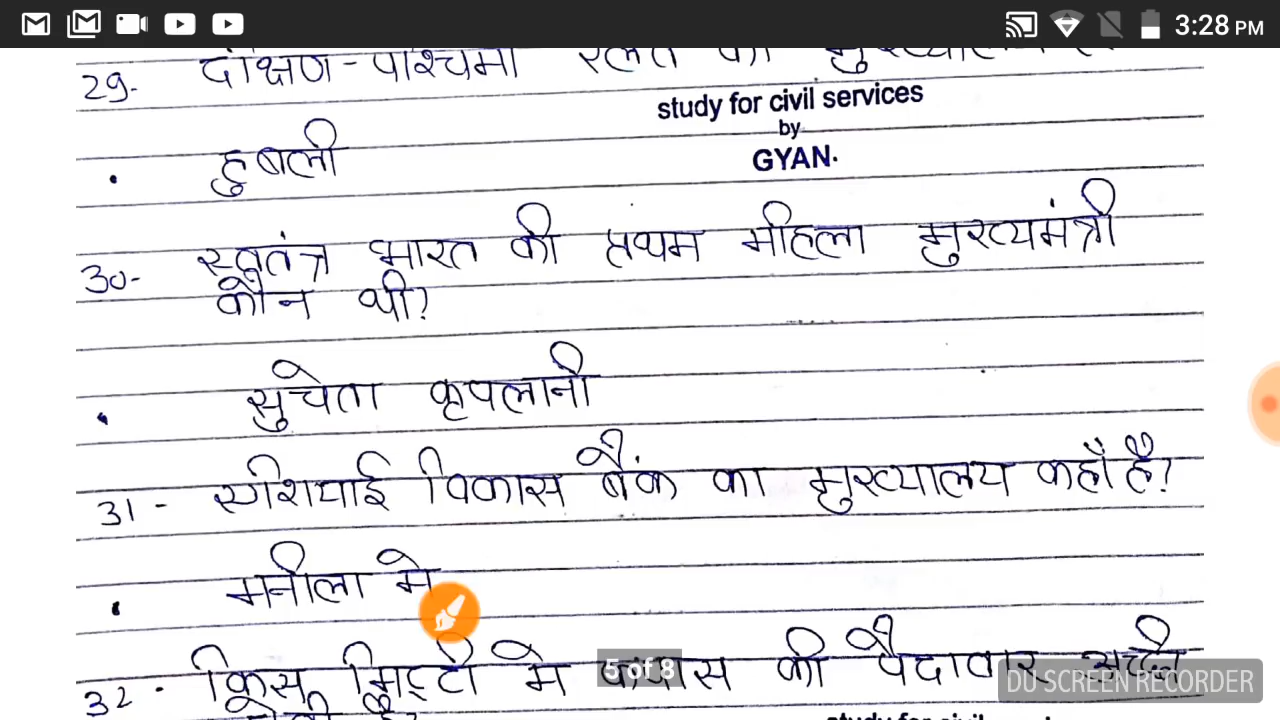 3:28 PM
29. दक्षिण-पश्चिमी रेलवे का
study for civil services
by
GYAN.
. हुबली
30- स्वतंत्र भारत की प्रथम महिला मुख्यमंत्री
कौन थी?
. सुचेता कृपलानी
31- एशियाई विकास बैंक का मुख्यालय कहाँ है?
. मनीला मे
32. किस मिट्टी मे कपास की पैदावार अच्छी
5 of 8
DU SCREEN RECORDER